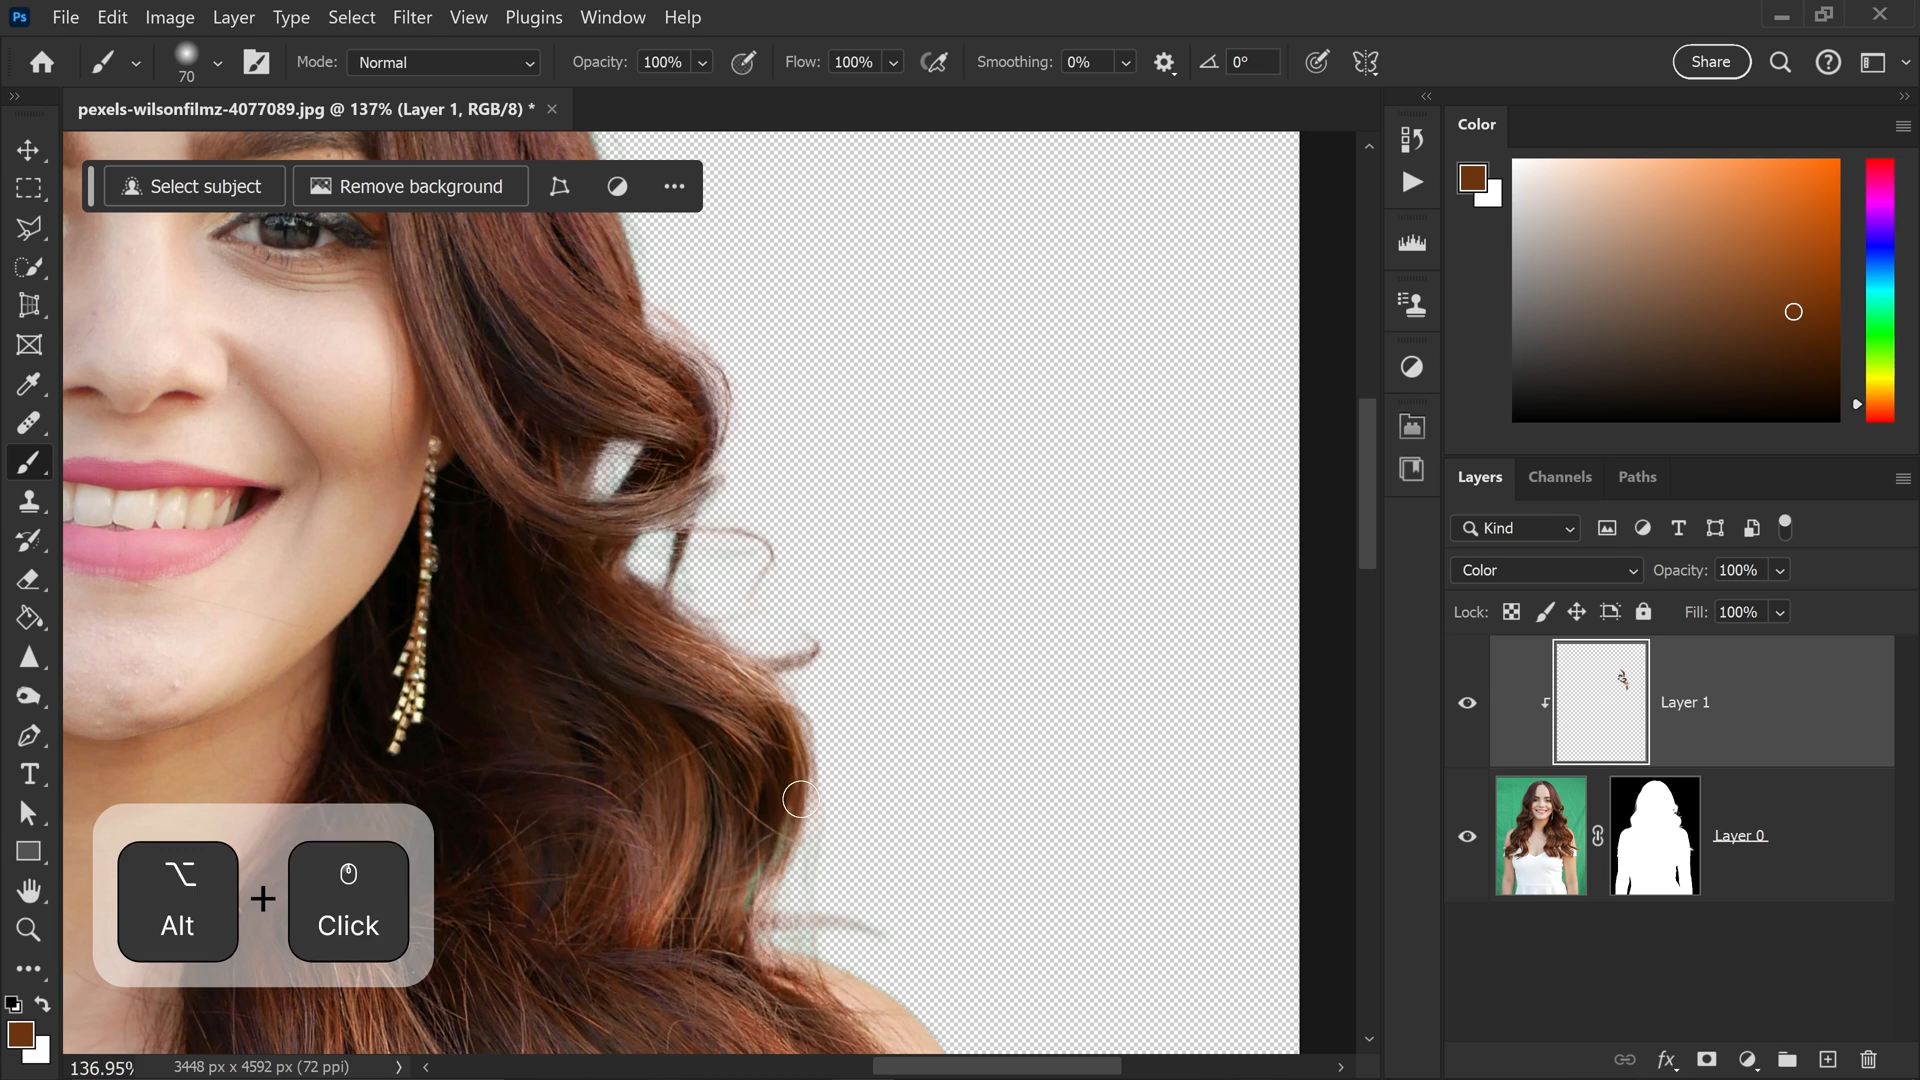 Ps File Edit Image Layer Type Select Filter View Plugins Window Help
70 Mode: Normal Opacity: 100% Flow: 100% Smoothing: 0% 0° Share
pexels-wilsonfilmz-4077089.jpg @ 137% (Layer 1, RGB/8) *
Select subject Remove background
Color
Layers Channels Paths
Kind
Color Opacity: 100%
Lock: Fill: 100%
Layer 1
Layer 0
Alt + Click
136.95% 3448 px x 4592 px (72 ppi)